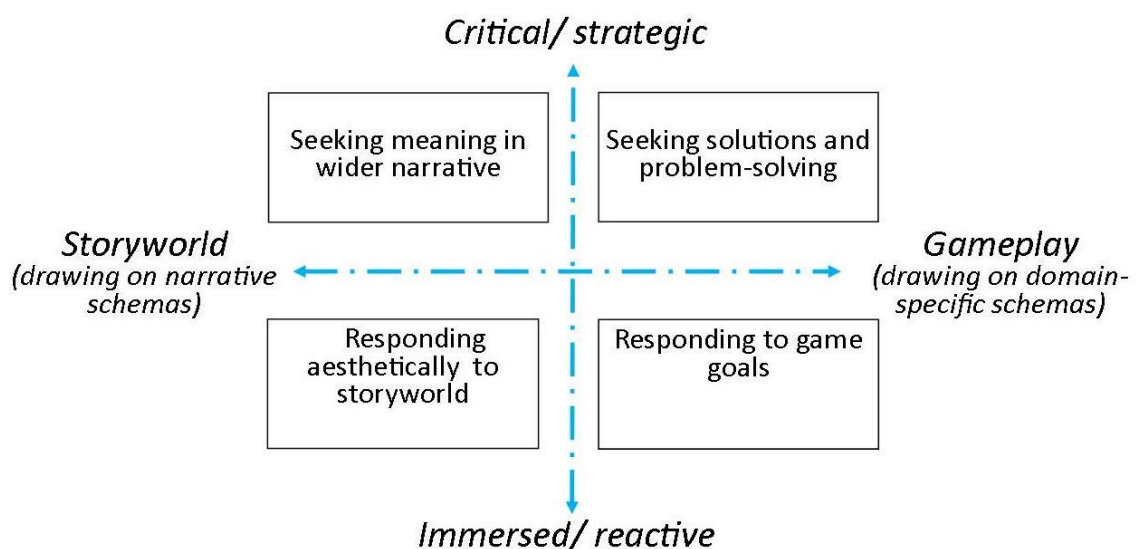 Critical/ strategic
Seeking meaning in
wider narrative
Seeking solutions and
problem-solving
Storyworld
(drawing on narrative
schemas)
Gameplay
(drawing on domain-
specific schemas)
Responding
aesthetically to
storyworld
Responding to game
goals
Immersed/ reactive